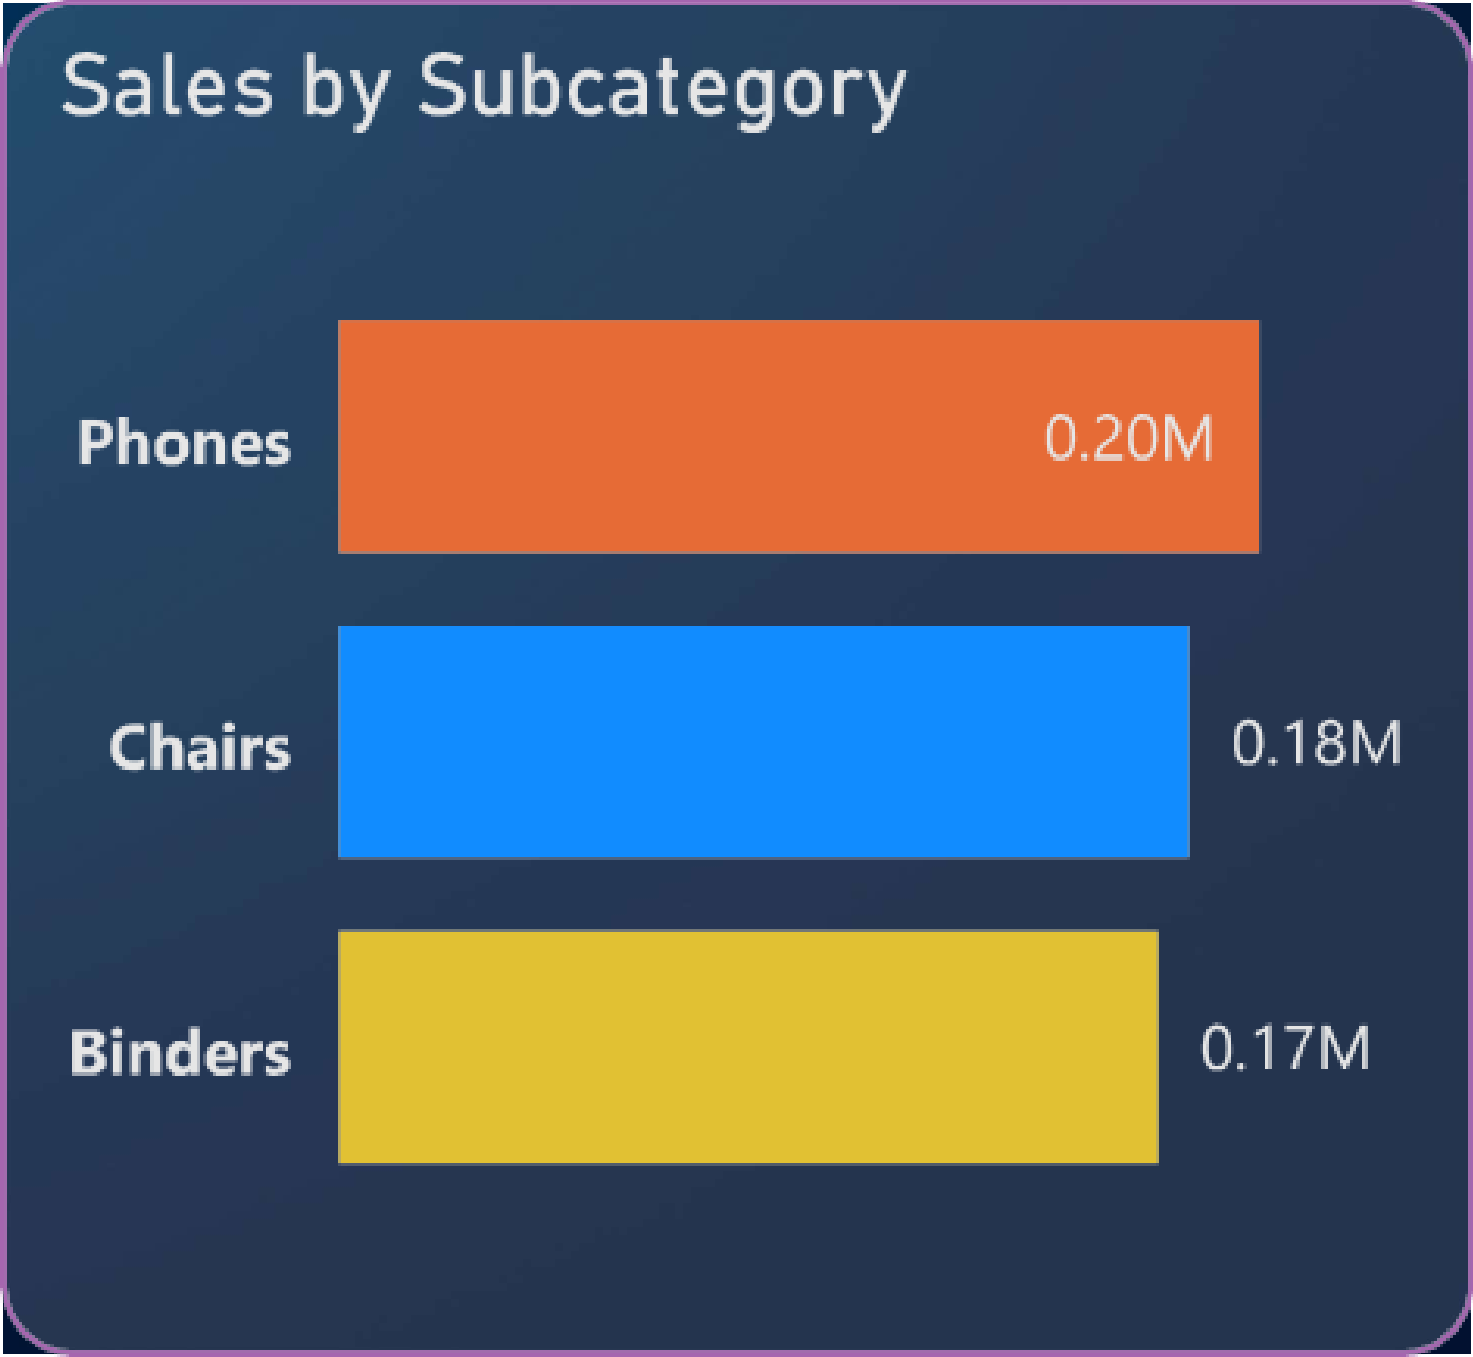 Sales by Subcategory
Phones 0.20M
Chairs 0.18M
Binders 0.17M